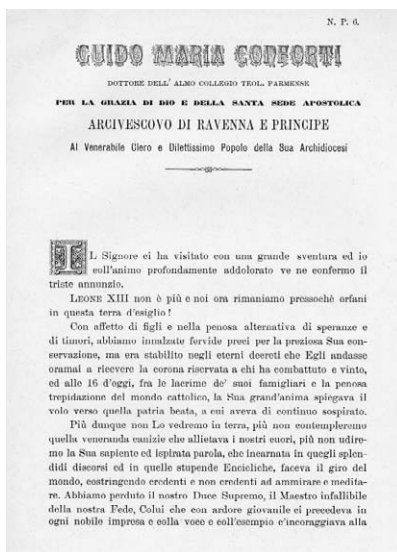 N. P. 6.
GUIDO MARIA CONFORTI
DOTTORE DELL' ALMO COLLEGIO TEOL. PARMENSE
PER LA GRAZIA DI DIO E DELLA SANTA SEDE APOSTOLICA
ARCIVESCOVO DI RAVENNA E PRINCIPE
Al Venerabile Clero e Dilettissimo Popolo della Sua Archidiocesi
IL Signore ci ha visitato con una grande sventura ed io
coll'animo profondamente addolorato ve ne confermo il
triste annunzio.
LEONE XIII non è più e noi ora rimaniamo pressochè orfani
in questa terra d'esiglio !
Con affetto di figli e nella penosa alternativa di speranze e
di timori, abbiamo innalzate fervide preci per la preziosa Sua con-
servazione, ma era stabilito negli eterni decreti che Egli andasse
oramai a ricevere la corona riservata a chi ha combattuto e vinto,
ed alle 16 d'oggi, fra le lacrime de' suoi famigliari e la penosa
trepidazione del mondo cattolico, la Sua grand'anima spiegava il
volo verso quella patria beata, a cui aveva di continuo sospirato.
Più dunque non Lo vedremo in terra, più non contempleremo
quella veneranda canizie che allietava i nostri cuori, più non udire-
mo la Sua sapiente ed ispirata parola, che incarnata in quegli splen-
didi discorsi ed in quelle stupende Encicliche, faceva il giro del
mondo, costringendo credenti e non credenti ad ammirare e medita-
re. Abbiamo perduto il nostro Duce Supremo, il Maestro infallibile
della nostra Fede, Colui che con ardore giovanile ci precedeva in
ogni nobile impresa e colla voce e coll'esempio c'incoraggiava alla